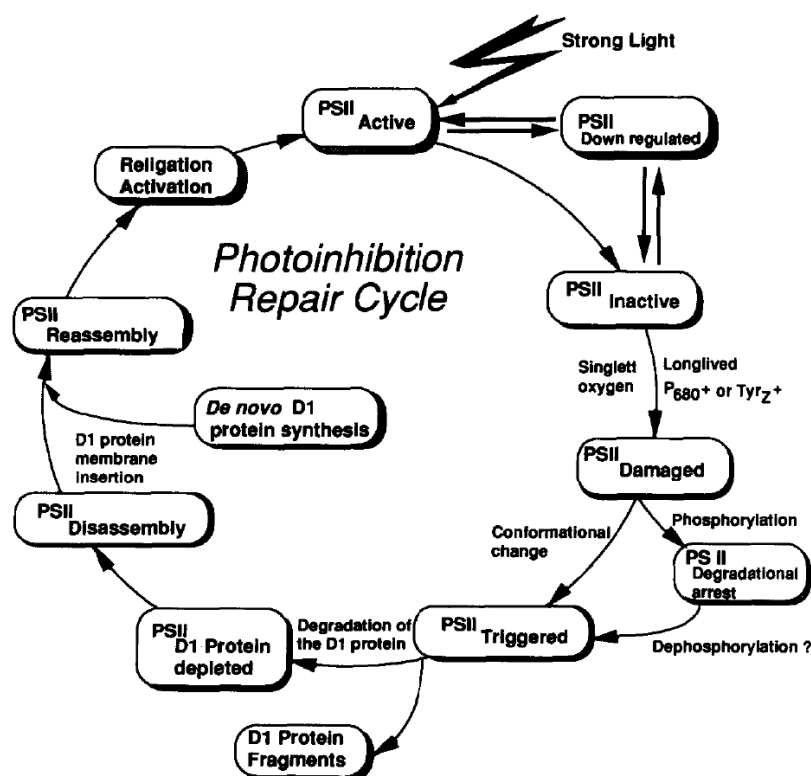 Strong Light
PSII Active
PSII
Down regulated
Religation
Activation
Photoinhibition
Repair Cycle
PSII Inactive
PSII
Reassembly
Singlett
oxygen
Longlived
P680+ or TyrZ+
De novo D1
protein synthesis
D1 protein
membrane
insertion
PSII
Damaged
PSII
Disassembly
Conformational
change
Phosphorylation
PS II
Degradational
arrest
PSII
D1 Protein
depleted
Degradation of
the D1 protein
PSII Triggered
Dephosphorylation ?
D1 Protein
Fragments